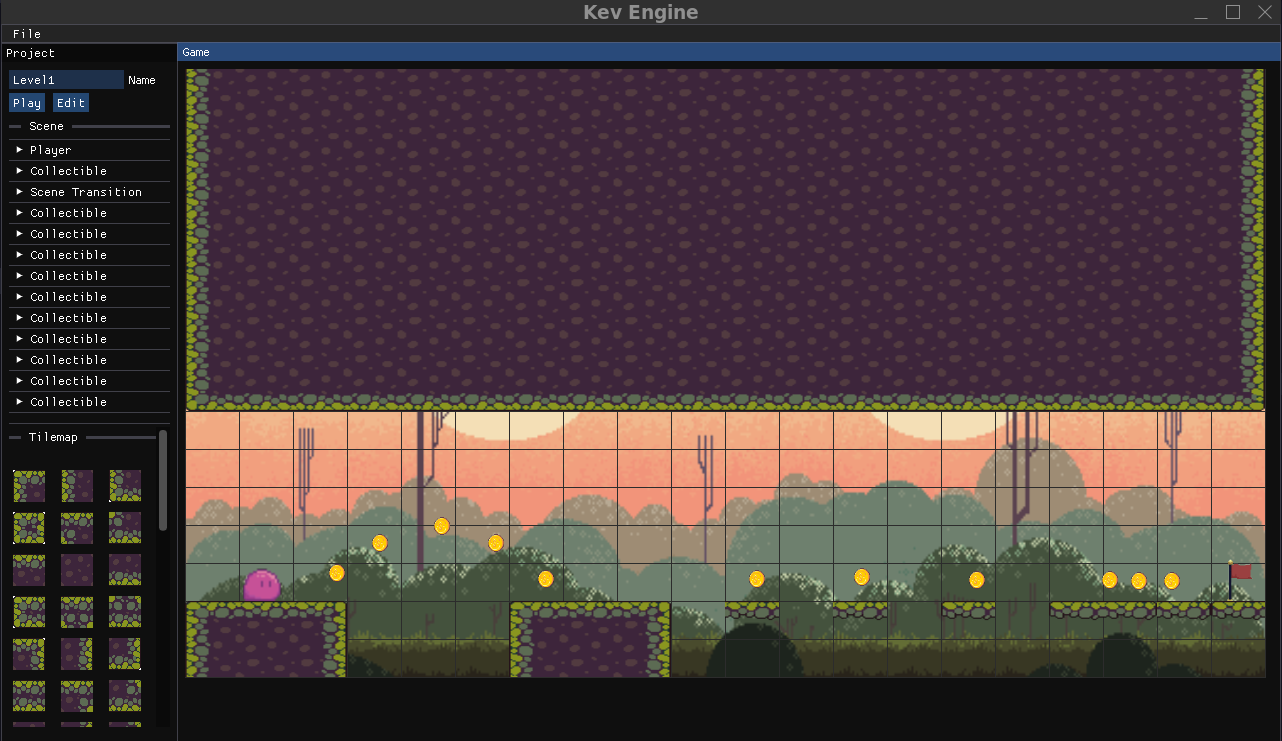 Kev Engine
File
Project
Game
Level1 Name
Play Edit
Scene
Player
Collectible
Scene Transition
Collectible
Collectible
Collectible
Collectible
Collectible
Collectible
Collectible
Collectible
Collectible
Collectible
Tilemap